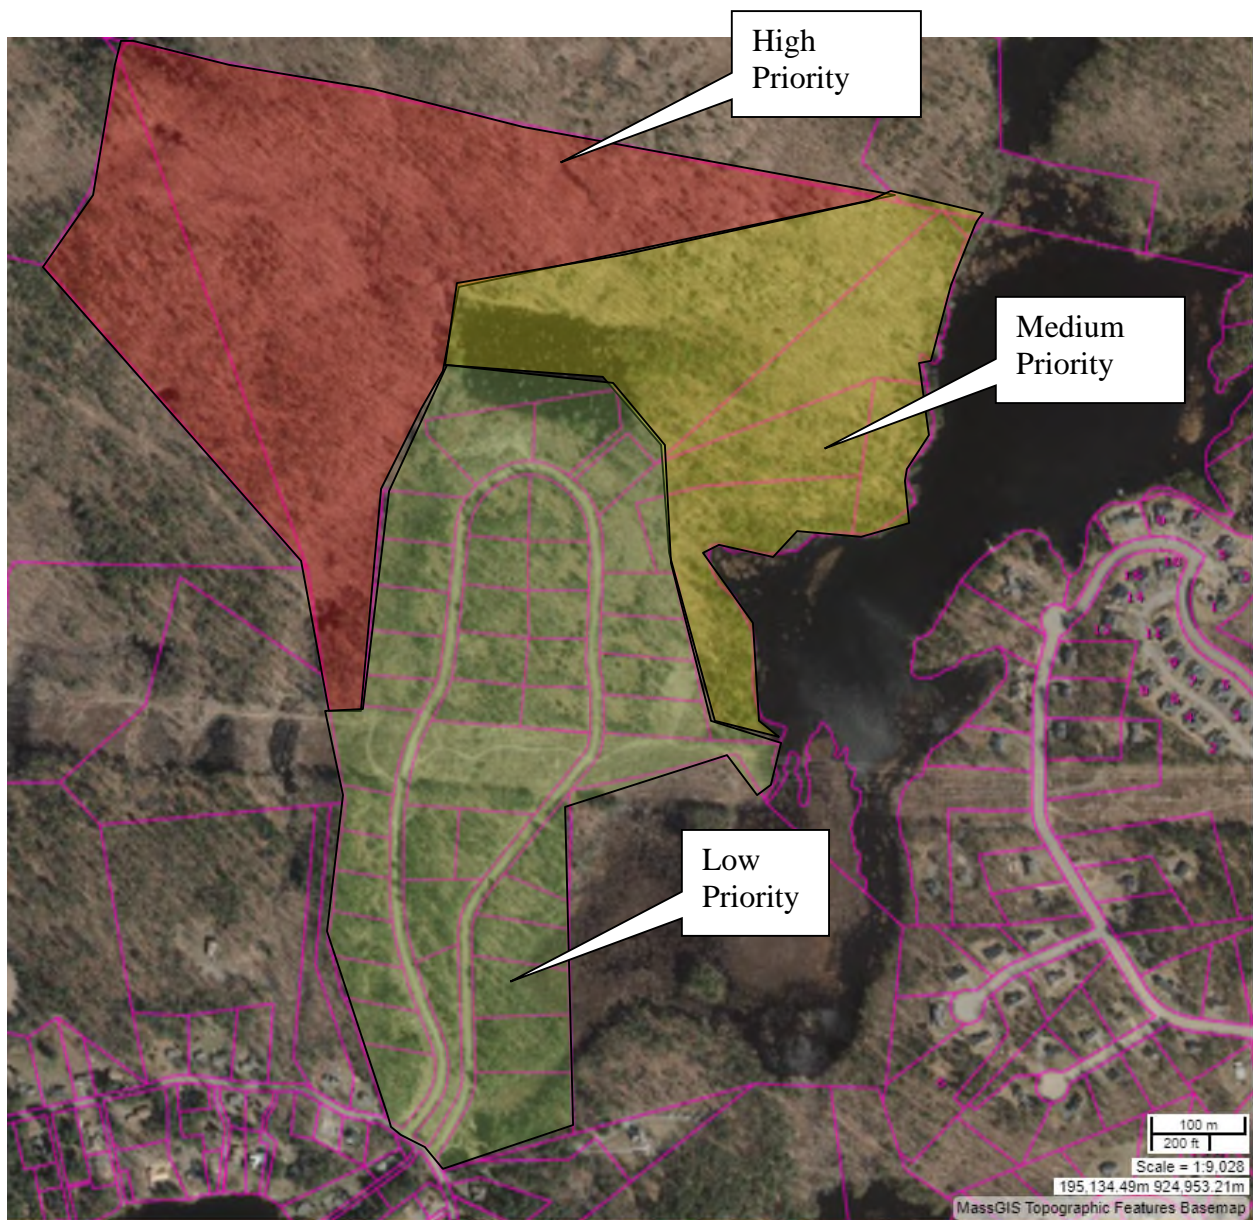 High
Priority
Medium
Priority
Low
Priority
100 m
200 ft
Scale = 1:9,028
195,134.49m 924,953.21m
MassGIS Topographic Features Basemap